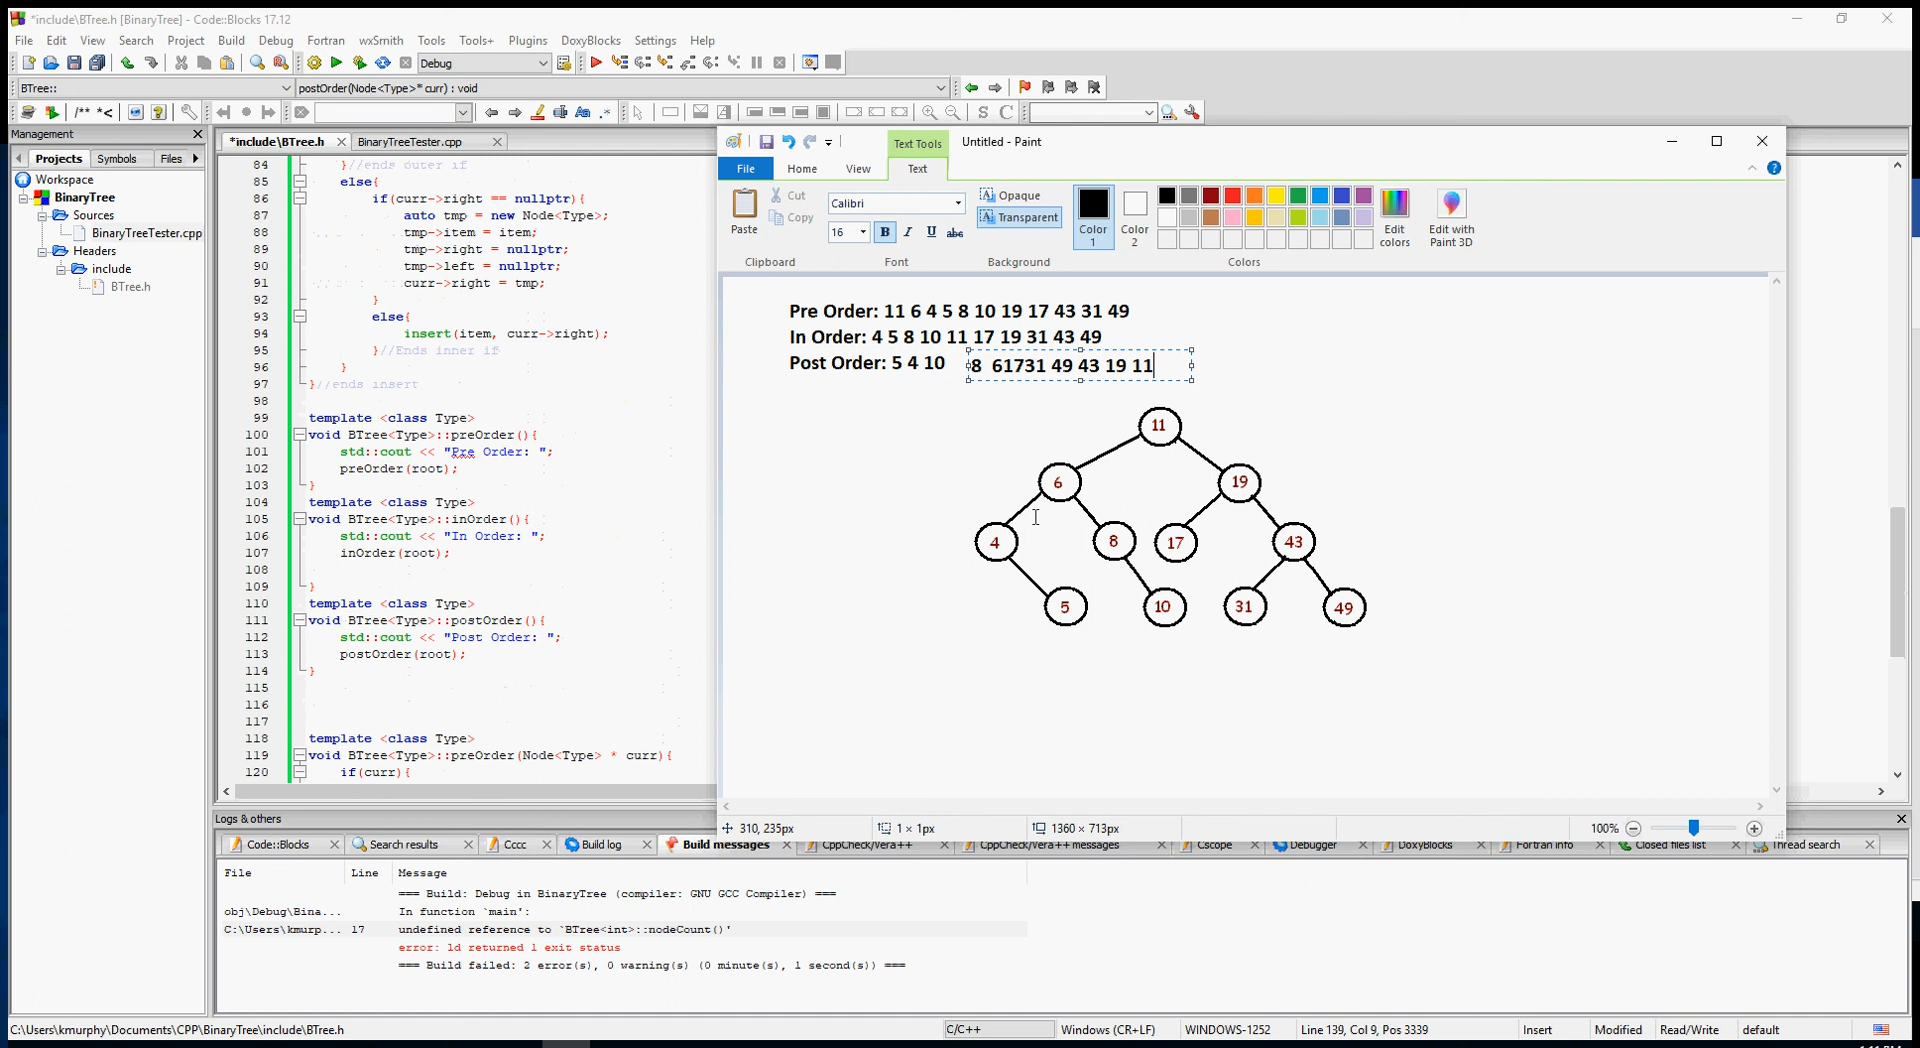 *include\BTree.h [BinaryTree] - Code::Blocks 17.12
File Edit View Search Project Build Debug Fortran wxSmith Tools Tools+ Plugins DoxyBlocks Settings Help
Debug
BTree:: postOrder(Node<Type>* curr) : void
/** *<
Management
Projects Symbols Files
Workspace
BinaryTree
Sources
BinaryTreeTester.cpp
Headers
include
BTree.h
*include\BTree.h BinaryTreeTester.cpp
84 }//ends outer if
85 else{
86 if(curr->right == nullptr){
87 auto tmp = new Node<Type>;
88 tmp->item = item;
89 tmp->right = nullptr;
90 tmp->left = nullptr;
91 curr->right = tmp;
92 }
93 else{
94 insert(item, curr->right);
95 }//Ends inner if
96 }
97 }//ends insert
98
99 template <class Type>
100 void BTree<Type>::preOrder(){
101 std::cout << "Pre Order: ";
102 preOrder(root);
103 }
104 template <class Type>
105 void BTree<Type>::inOrder(){
106 std::cout << "In Order: ";
107 inOrder(root);
108
109 }
110 template <class Type>
111 void BTree<Type>::postOrder(){
112 std::cout << "Post Order: ";
113 postOrder(root);
114 }
115
116
117
118 template <class Type>
119 void BTree<Type>::preOrder(Node<Type> * curr){
120 if(curr){
Text Tools Untitled - Paint
File Home View Text
Paste Cut Copy
Clipboard
Calibri
16 B I U abc
Font
Opaque
Transparent
Background
Color 1 Color 2
Edit colors
Edit with Paint 3D
Colors
Pre Order: 11 6 4 5 8 10 19 17 43 31 49
In Order: 4 5 8 10 11 17 19 31 43 49
Post Order: 5 4 10 8 61731 49 43 19 11
11
6 19
4 8 17 43
5 10 31 49
310, 235px 1 × 1px 1360 × 713px 100%
Logs & others
Code::Blocks Search results Cccc Build log Build messages CppCheck/Vera++ CppCheck/Vera++ messages Cscope Debugger DoxyBlocks Fortran info Closed files list Thread search
File Line Message
=== Build: Debug in BinaryTree (compiler: GNU GCC Compiler) ===
obj\Debug\Bina... In function `main':
C:\Users\kmurp... 17 undefined reference to `BTree<int>::nodeCount()'
error: ld returned 1 exit status
=== Build failed: 2 error(s), 0 warning(s) (0 minute(s), 1 second(s)) ===
C:\Users\kmurphy\Documents\CPP\BinaryTree\include\BTree.h C/C++ Windows (CR+LF) WINDOWS-1252 Line 139, Col 9, Pos 3339 Insert Modified Read/Write default